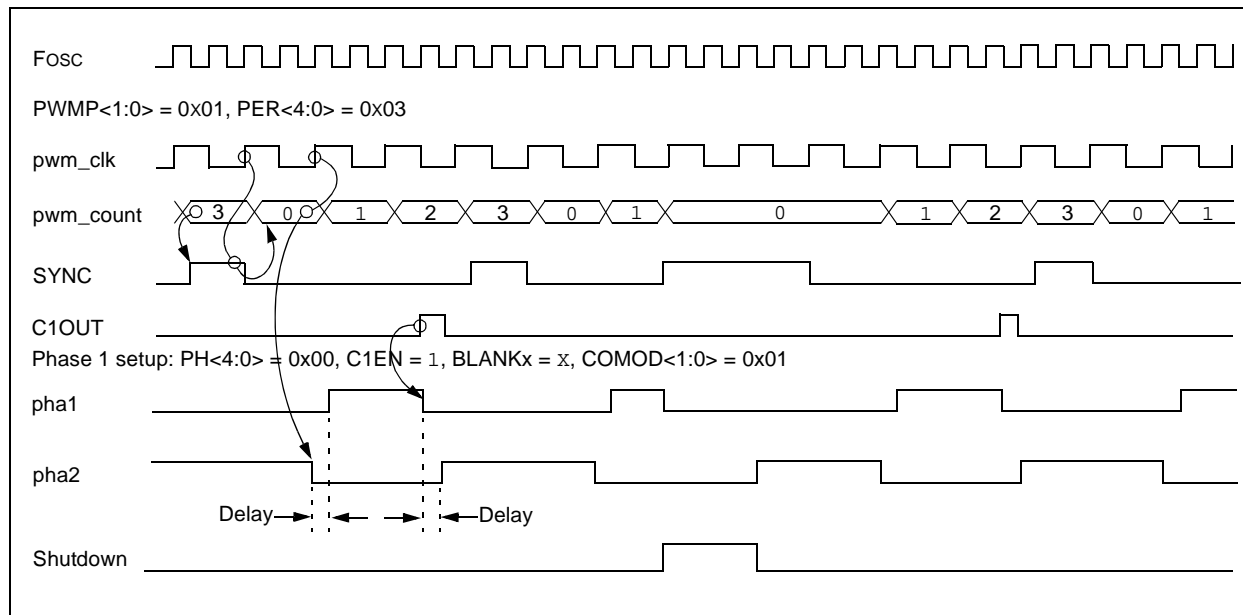 FOSC
PWMP<1:0> = 0x01, PER<4:0> = 0x03
pwm_clk
pwm_count 3 0 1 2 3 0 1 0 1 2 3 0 1
SYNC
C1OUT
Phase 1 setup: PH<4:0> = 0x00, C1EN = 1, BLANKx = X, COMOD<1:0> = 0x01
pha1
pha2
Delay Delay
Shutdown